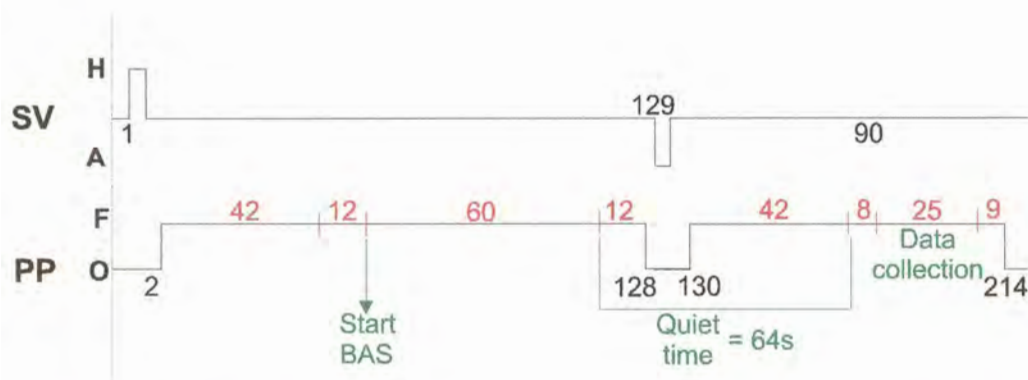 H
129
SV
1
90
A
F
42
12
60
12
42
8
25
9
PP
O
Data
collection
2
128
130
214
Start
BAS
Quiet
time
= 64s